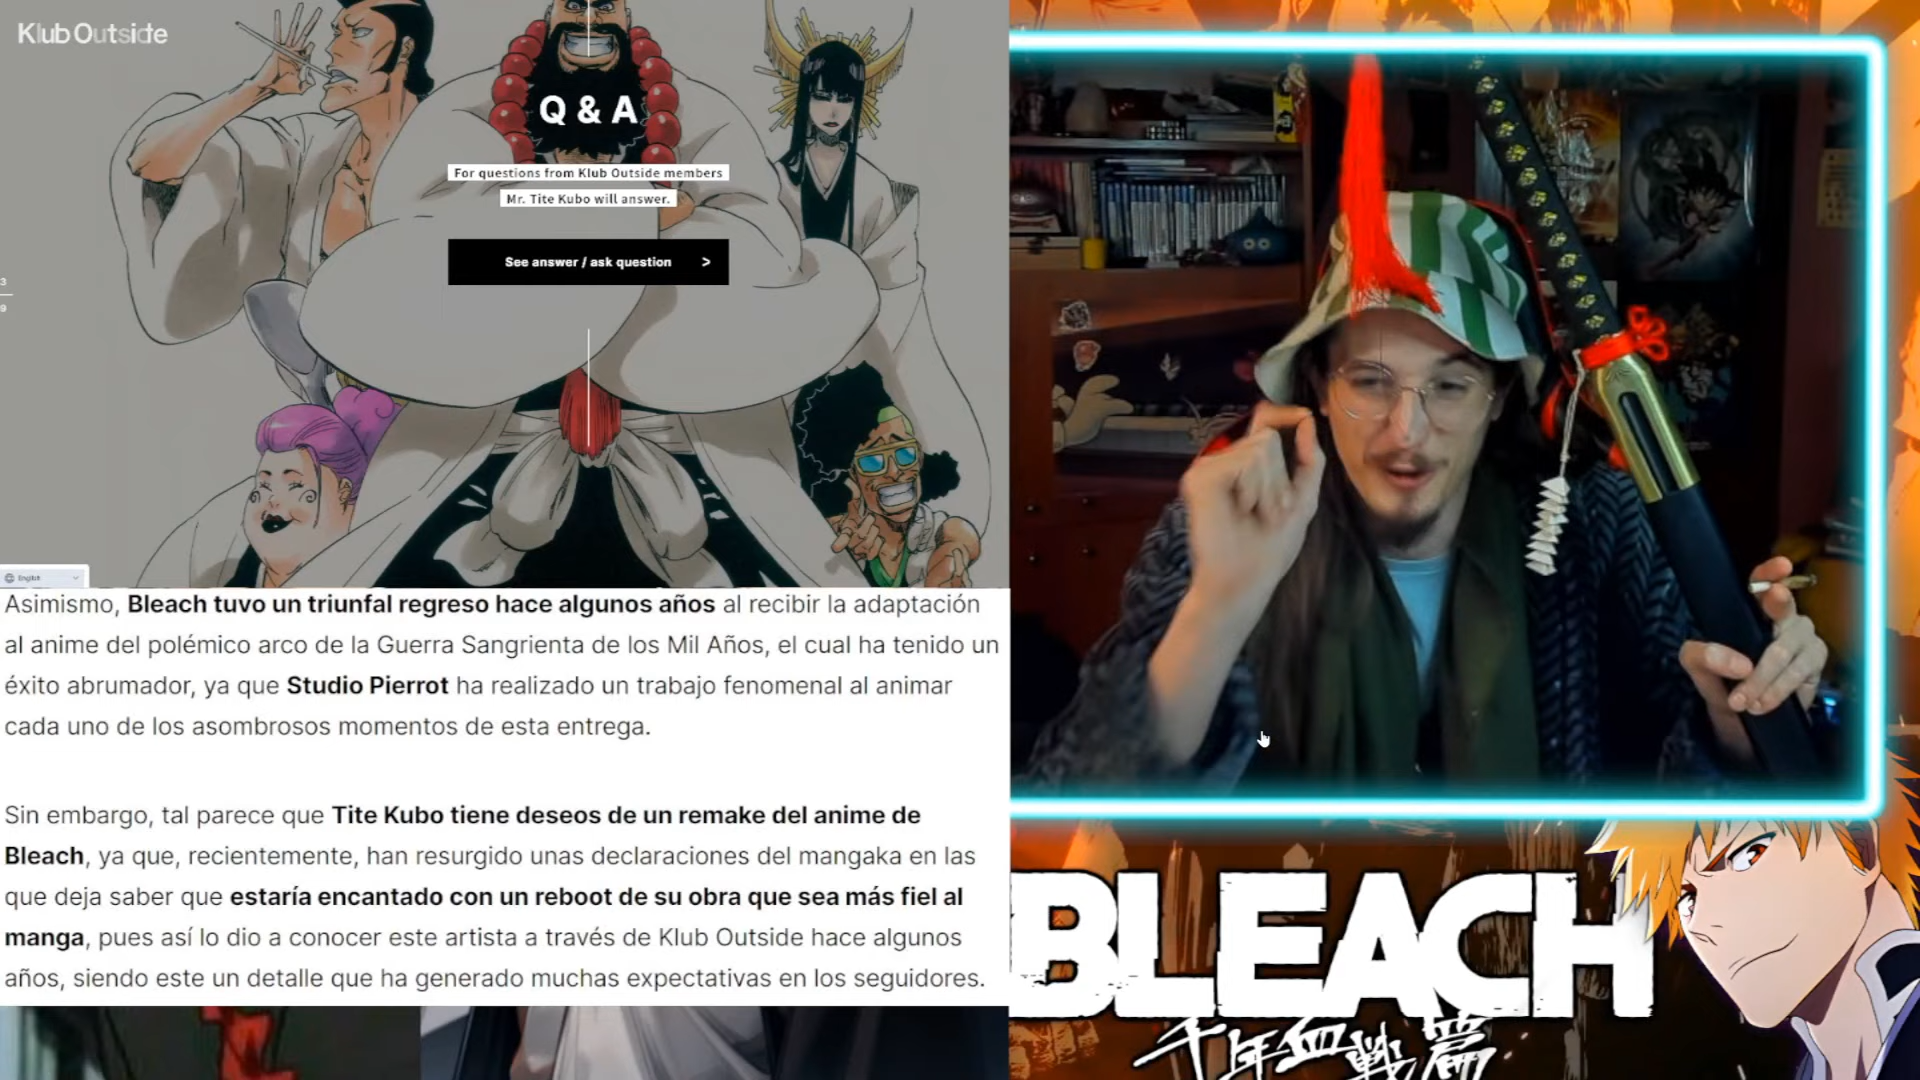 Klub Outside
Q & A
For questions from Klub Outside members
Mr. Tite Kubo will answer.
See answer / ask question >
3
9
English
Asimismo, Bleach tuvo un triunfal regreso hace algunos años al recibir la adaptación
al anime del polémico arco de la Guerra Sangrienta de los Mil Años, el cual ha tenido un
éxito abrumador, ya que Studio Pierrot ha realizado un trabajo fenomenal al animar
cada uno de los asombrosos momentos de esta entrega.
Sin embargo, tal parece que Tite Kubo tiene deseos de un remake del anime de
Bleach, ya que, recientemente, han resurgido unas declaraciones del mangaka en las
que deja saber que estaría encantado con un reboot de su obra que sea más fiel al
manga, pues así lo dio a conocer este artista a través de Klub Outside hace algunos
años, siendo este un detalle que ha generado muchas expectativas en los seguidores.
BLEACH
千年血戦篇